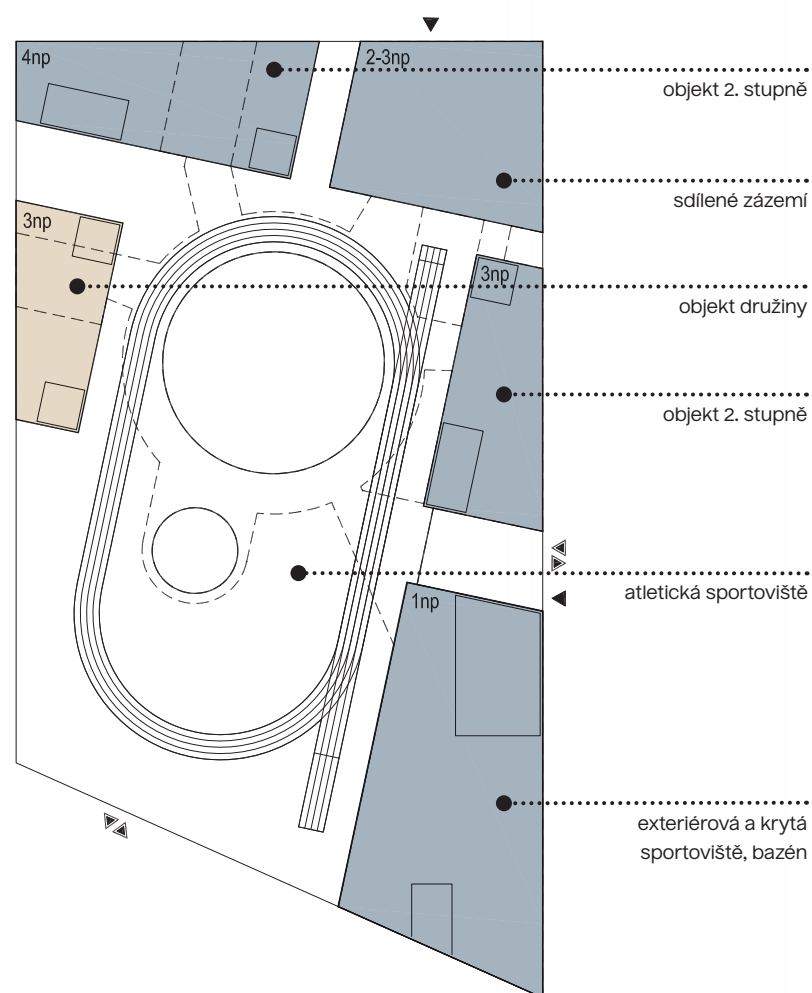 4np
2-3np
objekt 2. stupně
sdílené zázemí
3np
3np
objekt družiny
objekt 2. stupně
atletická sportoviště
1np
exteriérová a krytá
sportoviště, bazén